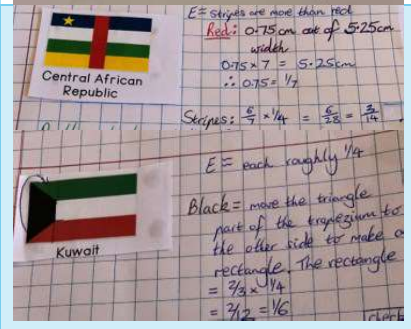 E = stripes are more than red
Red: 0.75cm out of 5.25cm
width
0.75 × 7 = 5.25cm
∴ 0.75 = 1/7
Central African
Republic
Stripes: 6/7 × 1/4 = 6/28 = 3/14
E = each roughly 1/4
Black = move the triangle
part of the trapezium to
the other side to make a
rectangle. The rectangle
= 2/3 × 1/4
= 2/12 = 1/6
Kuwait